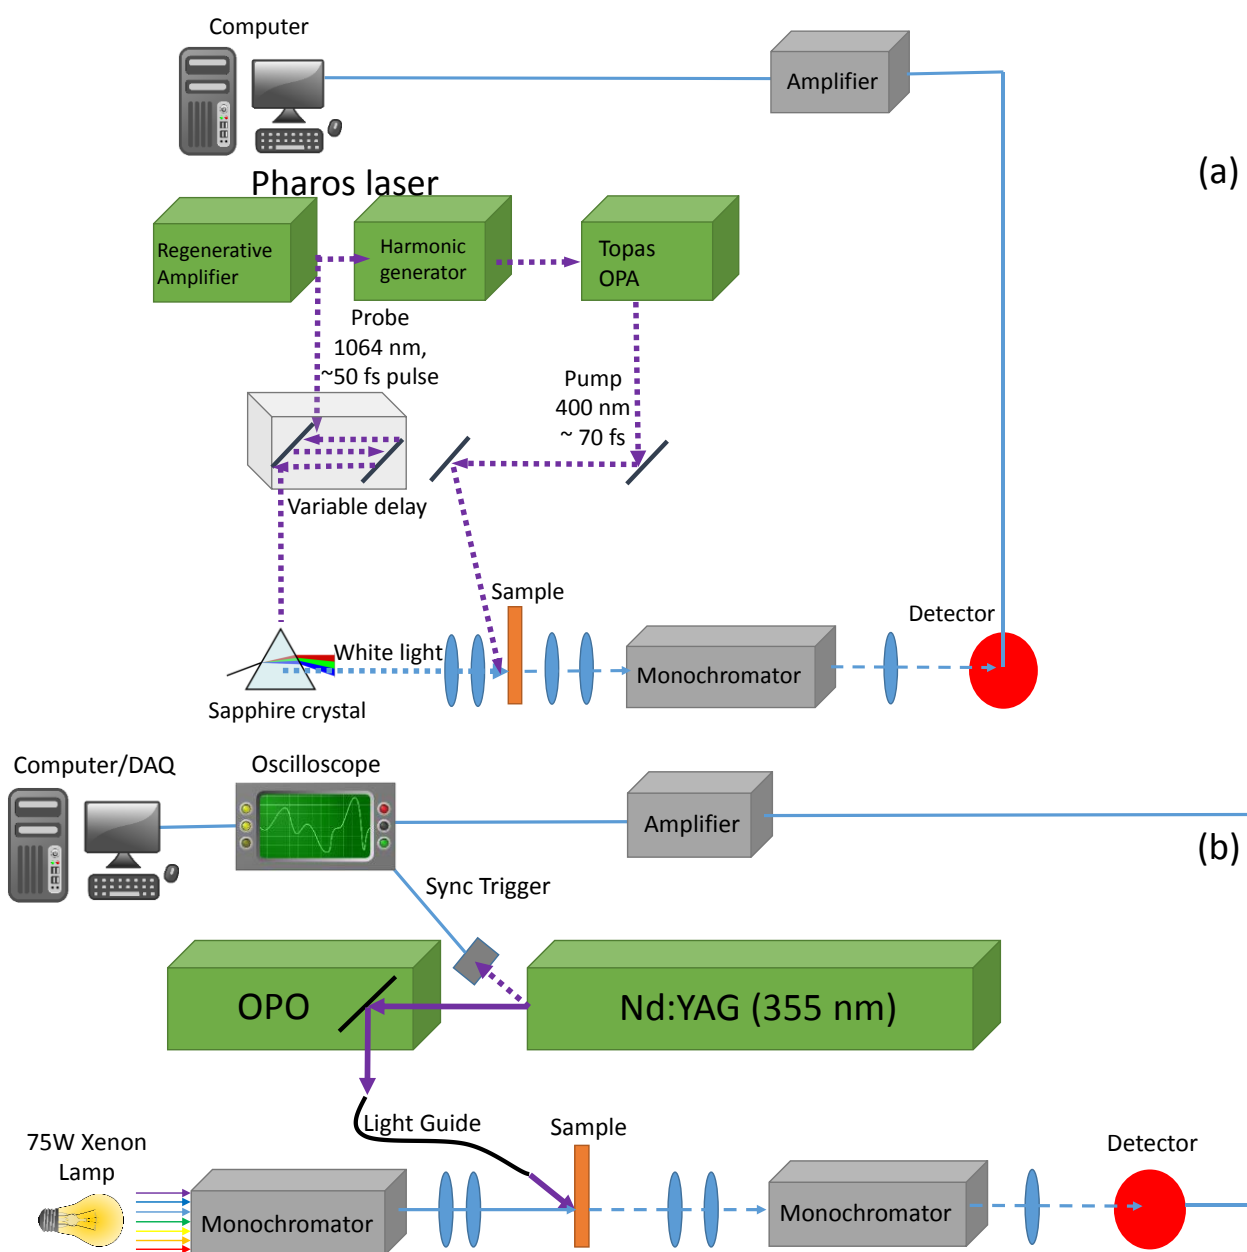 Computer
Amplifier
(a)
Pharos laser
Regenerative
Amplifier
Harmonic
generator
Topas
OPA
Probe
1064 nm,
~50 fs pulse
Pump
400 nm
~ 70 fs
Variable delay
Sample
Detector
White light
Monochromator
Sapphire crystal
Computer/DAQ
Oscilloscope
Amplifier
(b)
Sync Trigger
OPO
Nd:YAG (355 nm)
Light Guide
Sample
75W Xenon
Lamp
Detector
Monochromator
Monochromator